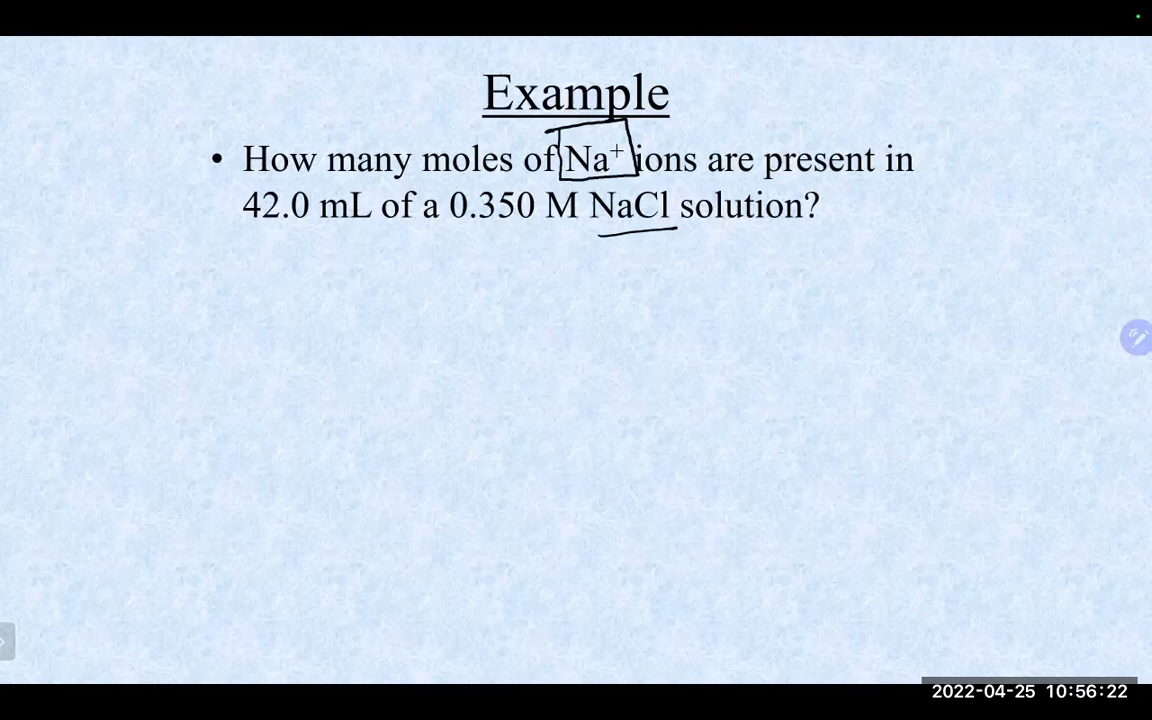 Example
• How many moles of Na⁺ ions are present in
42.0 mL of a 0.350 M NaCl solution?
2022-04-25 10:56:22